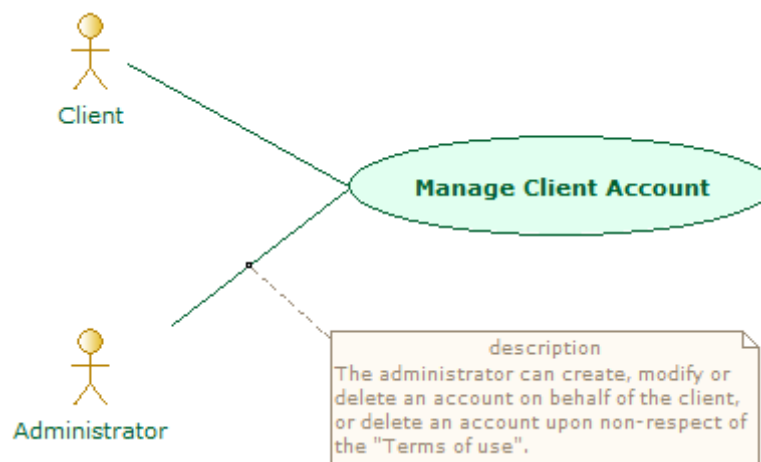 Client
Manage Client Account
Administrator
description
The administrator can create, modify or
delete an account on behalf of the client,
or delete an account upon non-respect of
the "Terms of use".